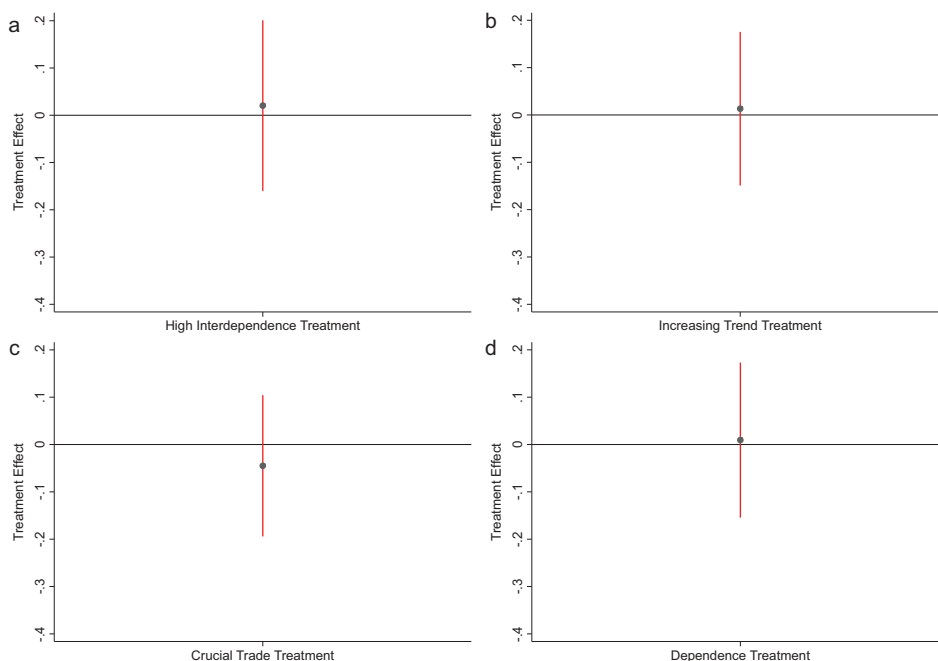 a
Treatment Effect
.2
.1
0
-.1
-.2
-.3
-.4
High Interdependence Treatment
b
Treatment Effect
.2
.1
0
-.1
-.2
-.3
-.4
Increasing Trend Treatment
c
Treatment Effect
.2
.1
0
-.1
-.2
-.3
-.4
Crucial Trade Treatment
d
Treatment Effect
.2
.1
0
-.1
-.2
-.3
-.4
Dependence Treatment